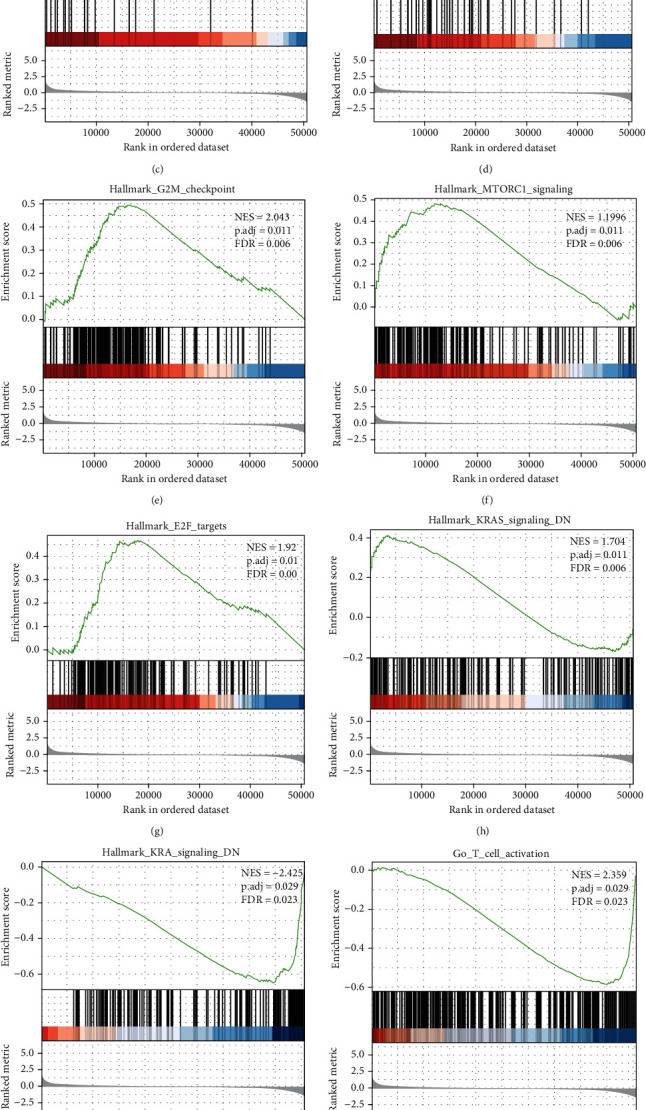 Ranked metric
5.0
2.5
0.0
−2.5
10000 20000 30000 40000 50000
Rank in ordered dataset
(c)
Ranked metric
5.0
2.5
0.0
−2.5
10000 20000 30000 40000 50000
Rank in ordered dataset
(d)
Hallmark_G2M_checkpoint
NES = 2.043
p.adj = 0.011
FDR = 0.006
Enrichment score
0.5
0.4
0.3
0.2
0.1
0.0
Ranked metric
5.0
2.5
0.0
−2.5
10000 20000 30000 40000 50000
Rank in ordered dataset
(e)
Hallmark_MTORC1_signaling
NES = 1.1996
p.adj = 0.011
FDR = 0.006
Enrichment score
0.5
0.4
0.3
0.2
0.1
0.0
Ranked metric
5.0
2.5
0.0
−2.5
10000 20000 30000 40000 50000
Rank in ordered dataset
(f)
Hallmark_E2F_targets
NES = 1.92
p.adj = 0.01
FDR = 0.00
Enrichment score
0.4
0.3
0.2
0.1
0.0
Ranked metric
5.0
2.5
0.0
−2.5
10000 20000 30000 40000 50000
Rank in ordered dataset
(g)
Hallmark_KRAS_signaling_DN
NES = 1.704
p.adj = 0.011
FDR = 0.006
Enrichment score
0.4
0.2
0.0
−0.2
Ranked metric
5.0
2.5
0.0
−2.5
10000 20000 30000 40000 50000
Rank in ordered dataset
(h)
Hallmark_KRA_signaling_DN
NES = −2.425
p.adj = 0.029
FDR = 0.023
Enrichment score
0.0
−0.2
−0.4
−0.6
Ranked metric
5.0
2.5
0.0
−2.5
Go_T_cell_activation
NES = 2.359
p.adj = 0.029
FDR = 0.023
Enrichment score
0.0
−0.2
−0.4
−0.6
Ranked metric
5.0
2.5
0.0
−2.5